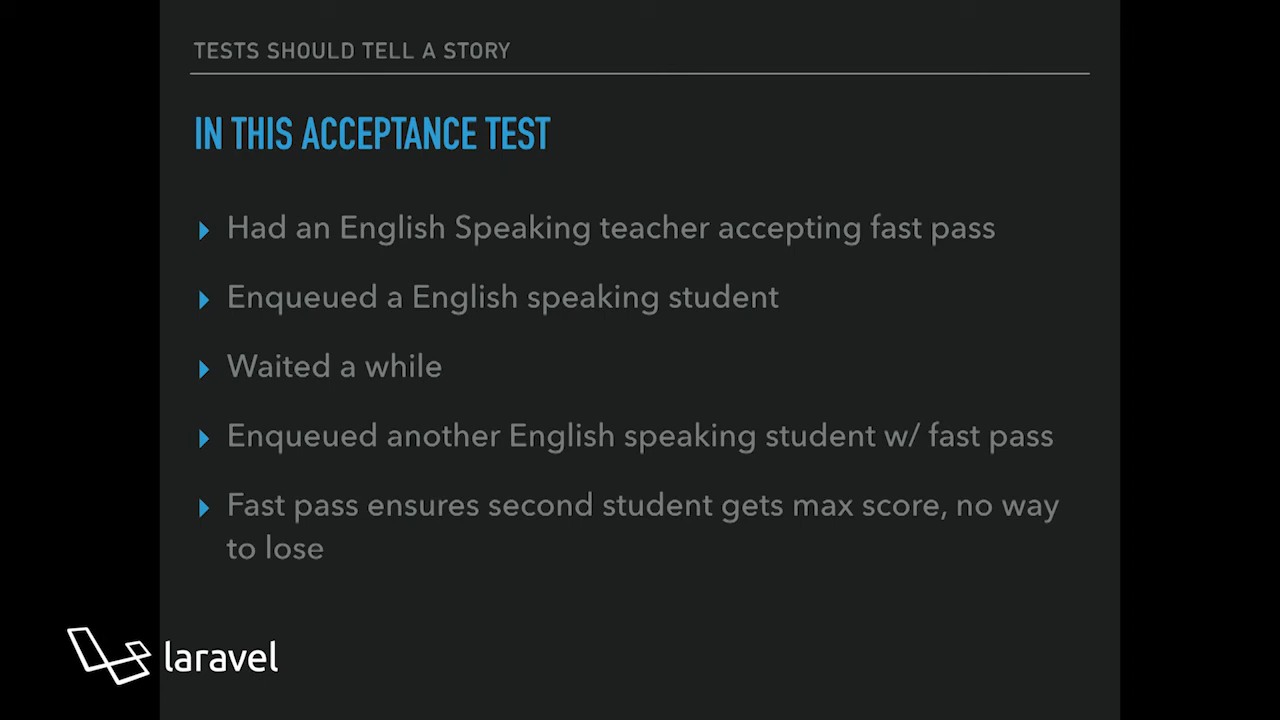 TESTS SHOULD TELL A STORY
IN THIS ACCEPTANCE TEST
Had an English Speaking teacher accepting fast pass
Enqueued a English speaking student
Waited a while
Enqueued another English speaking student w/ fast pass
Fast pass ensures second student gets max score, no way
to lose
laravel